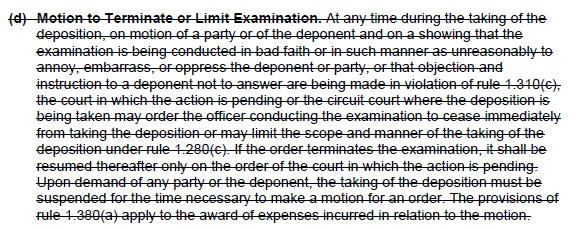 (d) Motion to Terminate or Limit Examination. At any time during the taking of the
deposition, on motion of a party or of the deponent and on a showing that the
examination is being conducted in bad faith or in such manner as unreasonably to
annoy, embarrass, or oppress the deponent or party, or that objection and
instruction to a deponent not to answer are being made in violation of rule 1.310(c),
the court in which the action is pending or the circuit court where the deposition is
being taken may order the officer conducting the examination to cease immediately
from taking the deposition or may limit the scope and manner of the taking of the
deposition under rule 1.280(c). If the order terminates the examination, it shall be
resumed thereafter only on the order of the court in which the action is pending.
Upon demand of any party or the deponent, the taking of the deposition must be
suspended for the time necessary to make a motion for an order. The provisions of
rule 1.380(a) apply to the award of expenses incurred in relation to the motion.